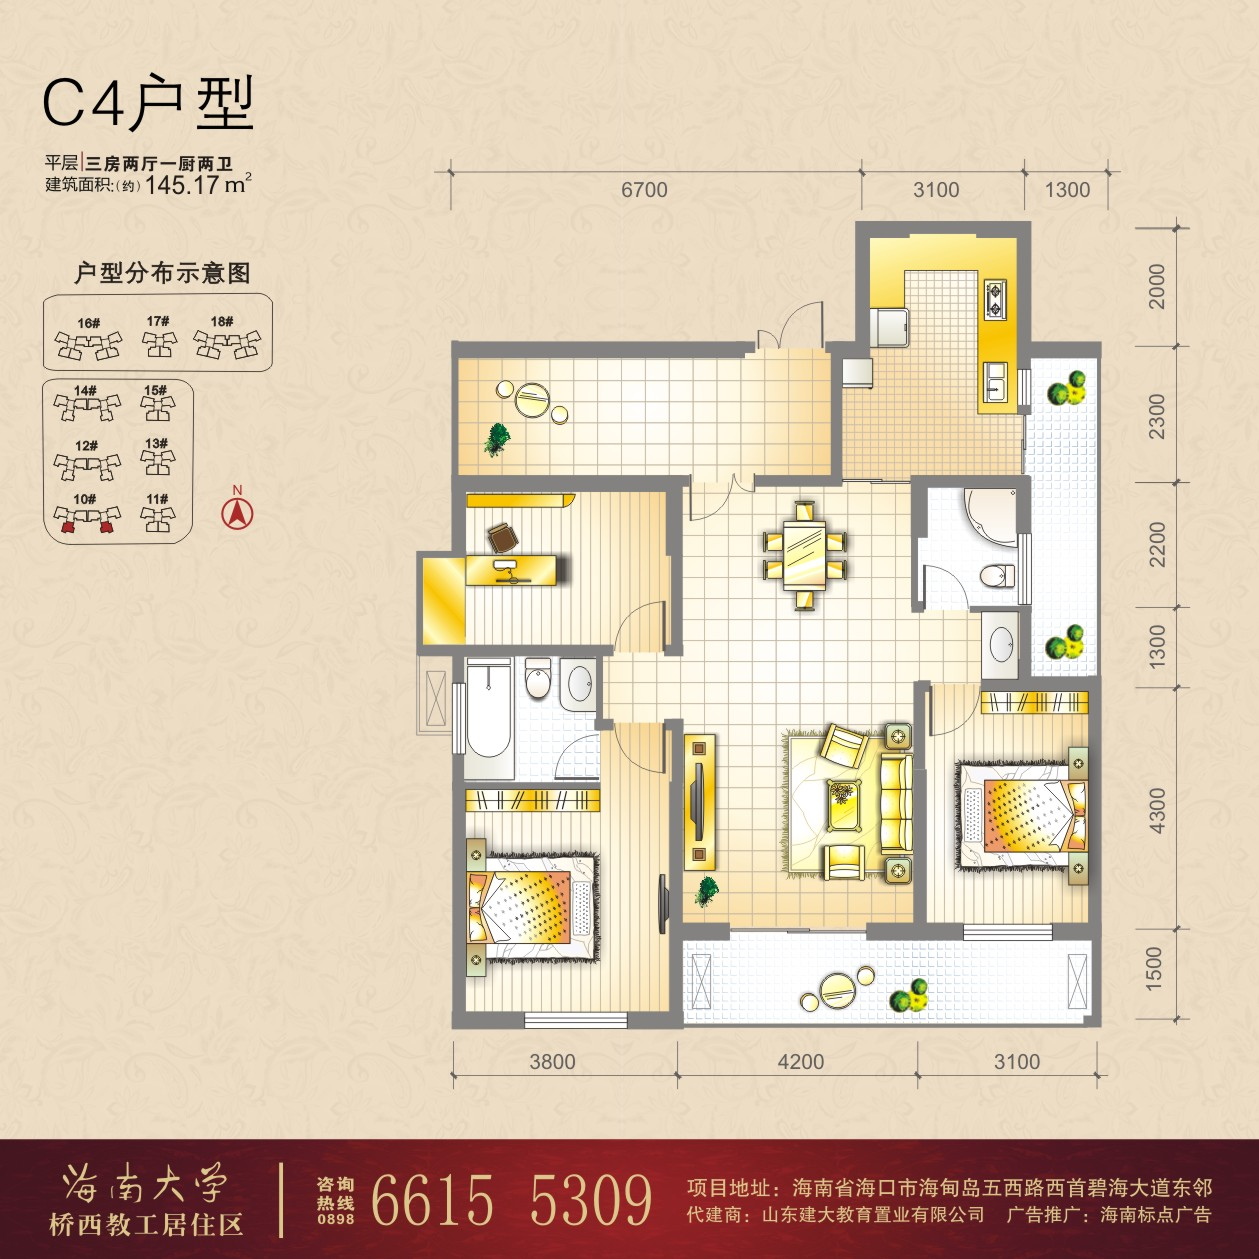 C4户型
平层|三房两厅一厨两卫
建筑面积:(约)145.17m²
户型分布示意图
16# 17# 18#
14# 15#
12# 13#
10# 11#
N
6700 3100 1300
2000
2300
2200
1300
4300
1500
3800 4200 3100
海南大学
桥西教工居住区
咨询
热线
0898
6615 5309
项目地址：海南省海口市海甸岛五西路西首碧海大道东邻
代建商：山东建大教育置业有限公司 广告推广：海南标点广告